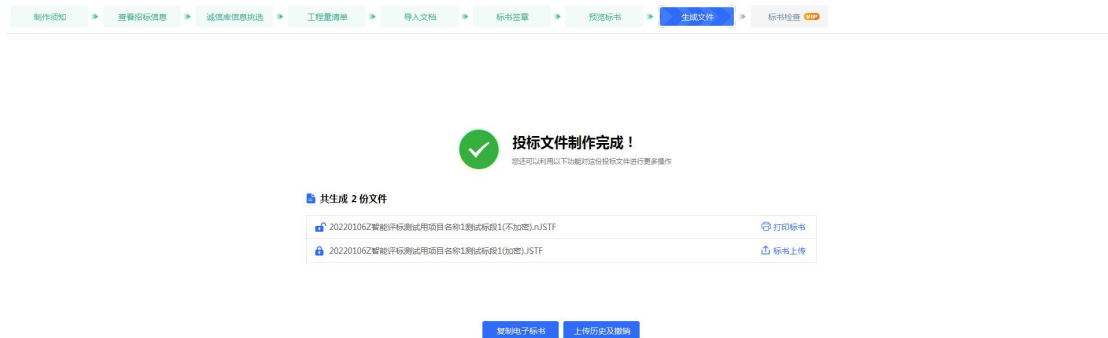 制作须知 查看招标信息 诚信库信息挑选 工程量清单 导入文档 标书签章 预览标书 生成文件 标书检查 VIP
投标文件制作完成！
您还可以利用以下功能对这份投标文件进行更多操作
共生成 2 份文件
20220106Z智能评标测试用项目名称1测试标段1(不加密).nJSTF 打印标书
20220106Z智能评标测试用项目名称1测试标段1(加密).JSTF 标书上传
复制电子标书 上传历史及撤销